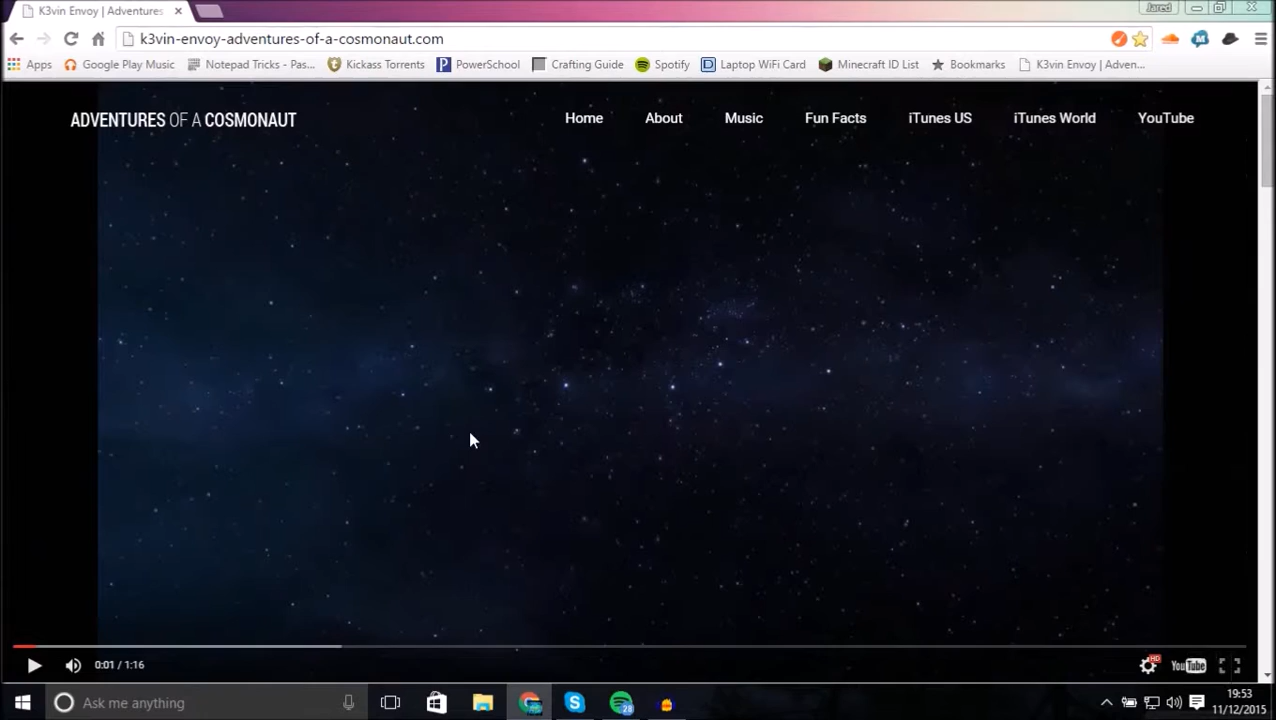 K3vin Envoy | Adventures
Jared
k3vin-envoy-adventures-of-a-cosmonaut.com
Apps Google Play Music Notepad Tricks - Pas... Kickass Torrents PowerSchool Crafting Guide Spotify Laptop WiFi Card Minecraft ID List Bookmarks K3vin Envoy | Adven...
ADVENTURES OF A COSMONAUT Home About Music Fun Facts iTunes US iTunes World YouTube
0:01 / 1:16 HD YouTube
Ask me anything 28 19:53
11/12/2015